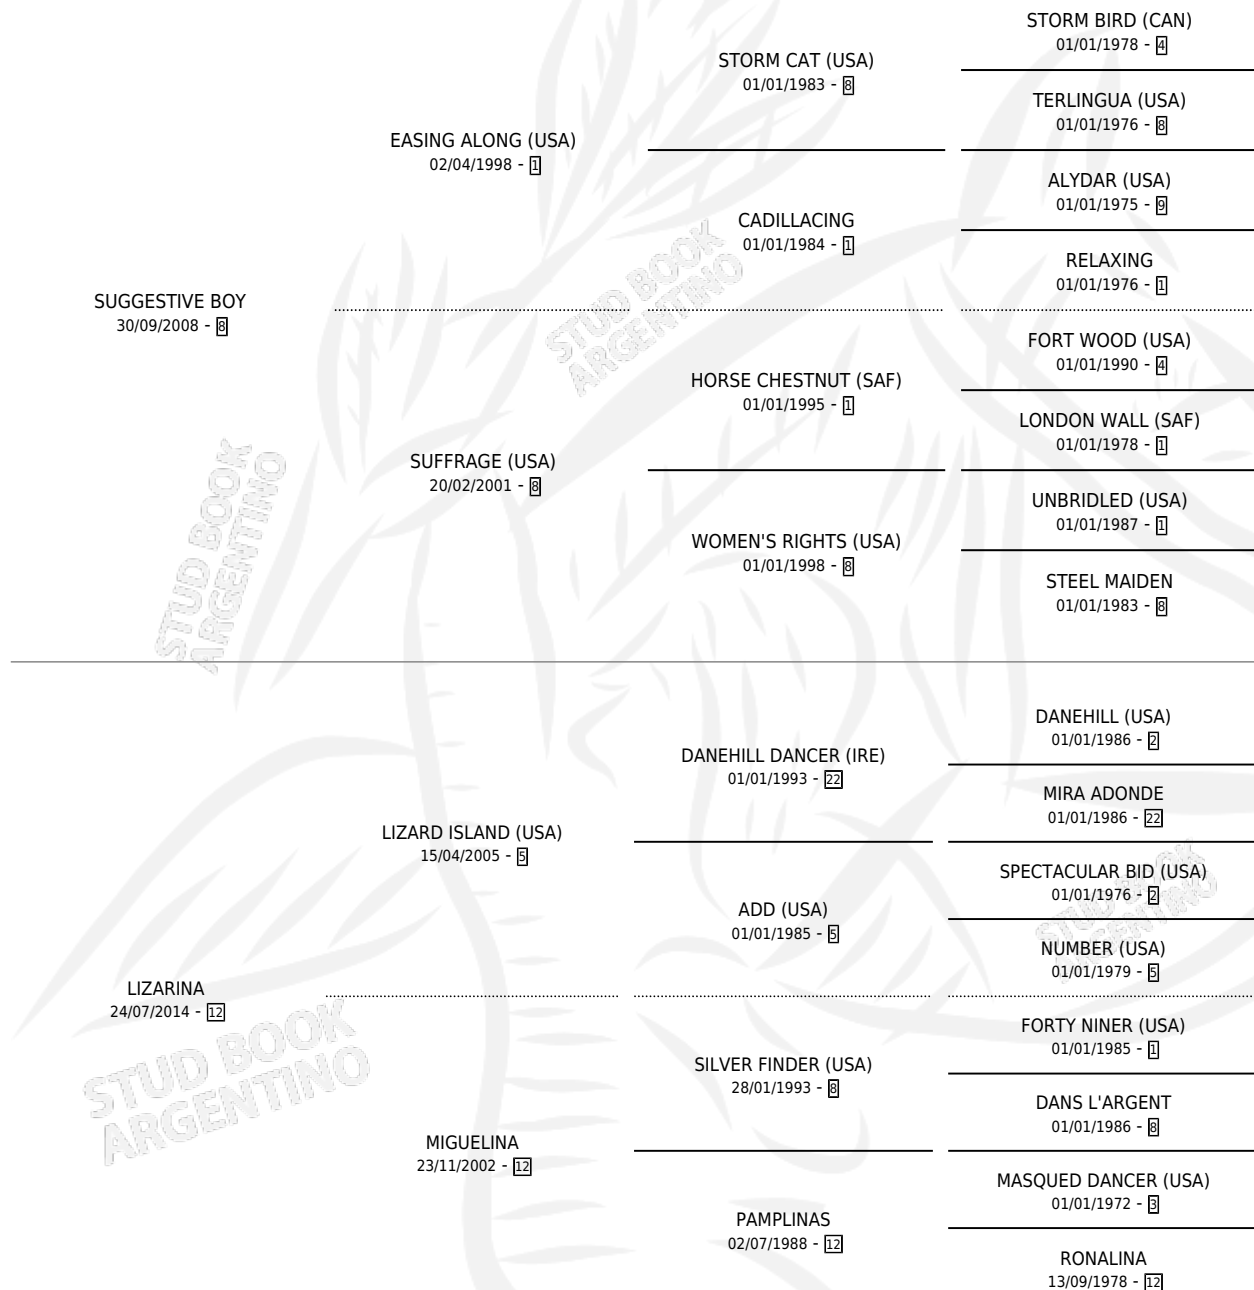 STORM BIRD (CAN)
01/01/1978 - 4
STORM CAT (USA)
01/01/1983 - 8
TERLINGUA (USA)
01/01/1976 - 8
EASING ALONG (USA)
02/04/1998 - 1
ALYDAR (USA)
01/01/1975 - 9
CADILLACING
01/01/1984 - 1
RELAXING
01/01/1976 - 1
SUGGESTIVE BOY
30/09/2008 - 8
FORT WOOD (USA)
01/01/1990 - 4
HORSE CHESTNUT (SAF)
01/01/1995 - 1
LONDON WALL (SAF)
01/01/1978 - 1
SUFFRAGE (USA)
20/02/2001 - 8
UNBRIDLED (USA)
01/01/1987 - 1
WOMEN'S RIGHTS (USA)
01/01/1998 - 8
STEEL MAIDEN
01/01/1983 - 8
DANEHILL (USA)
01/01/1986 - 2
DANEHILL DANCER (IRE)
01/01/1993 - 22
MIRA ADONDE
01/01/1986 - 22
LIZARD ISLAND (USA)
15/04/2005 - 5
SPECTACULAR BID (USA)
01/01/1976 - 2
ADD (USA)
01/01/1985 - 5
NUMBER (USA)
01/01/1979 - 5
LIZARINA
24/07/2014 - 12
FORTY NINER (USA)
01/01/1985 - 1
SILVER FINDER (USA)
28/01/1993 - 8
DANS L'ARGENT
01/01/1986 - 8
MIGUELINA
23/11/2002 - 12
MASQUED DANCER (USA)
01/01/1972 - 3
PAMPLINAS
02/07/1988 - 12
RONALINA
13/09/1978 - 12
STUD BOOK
ARGENTINO
STUD BOOK
ARGENTINO
STUD BOOK
ARGENTINO
STUD BOOK
ARGENTINO